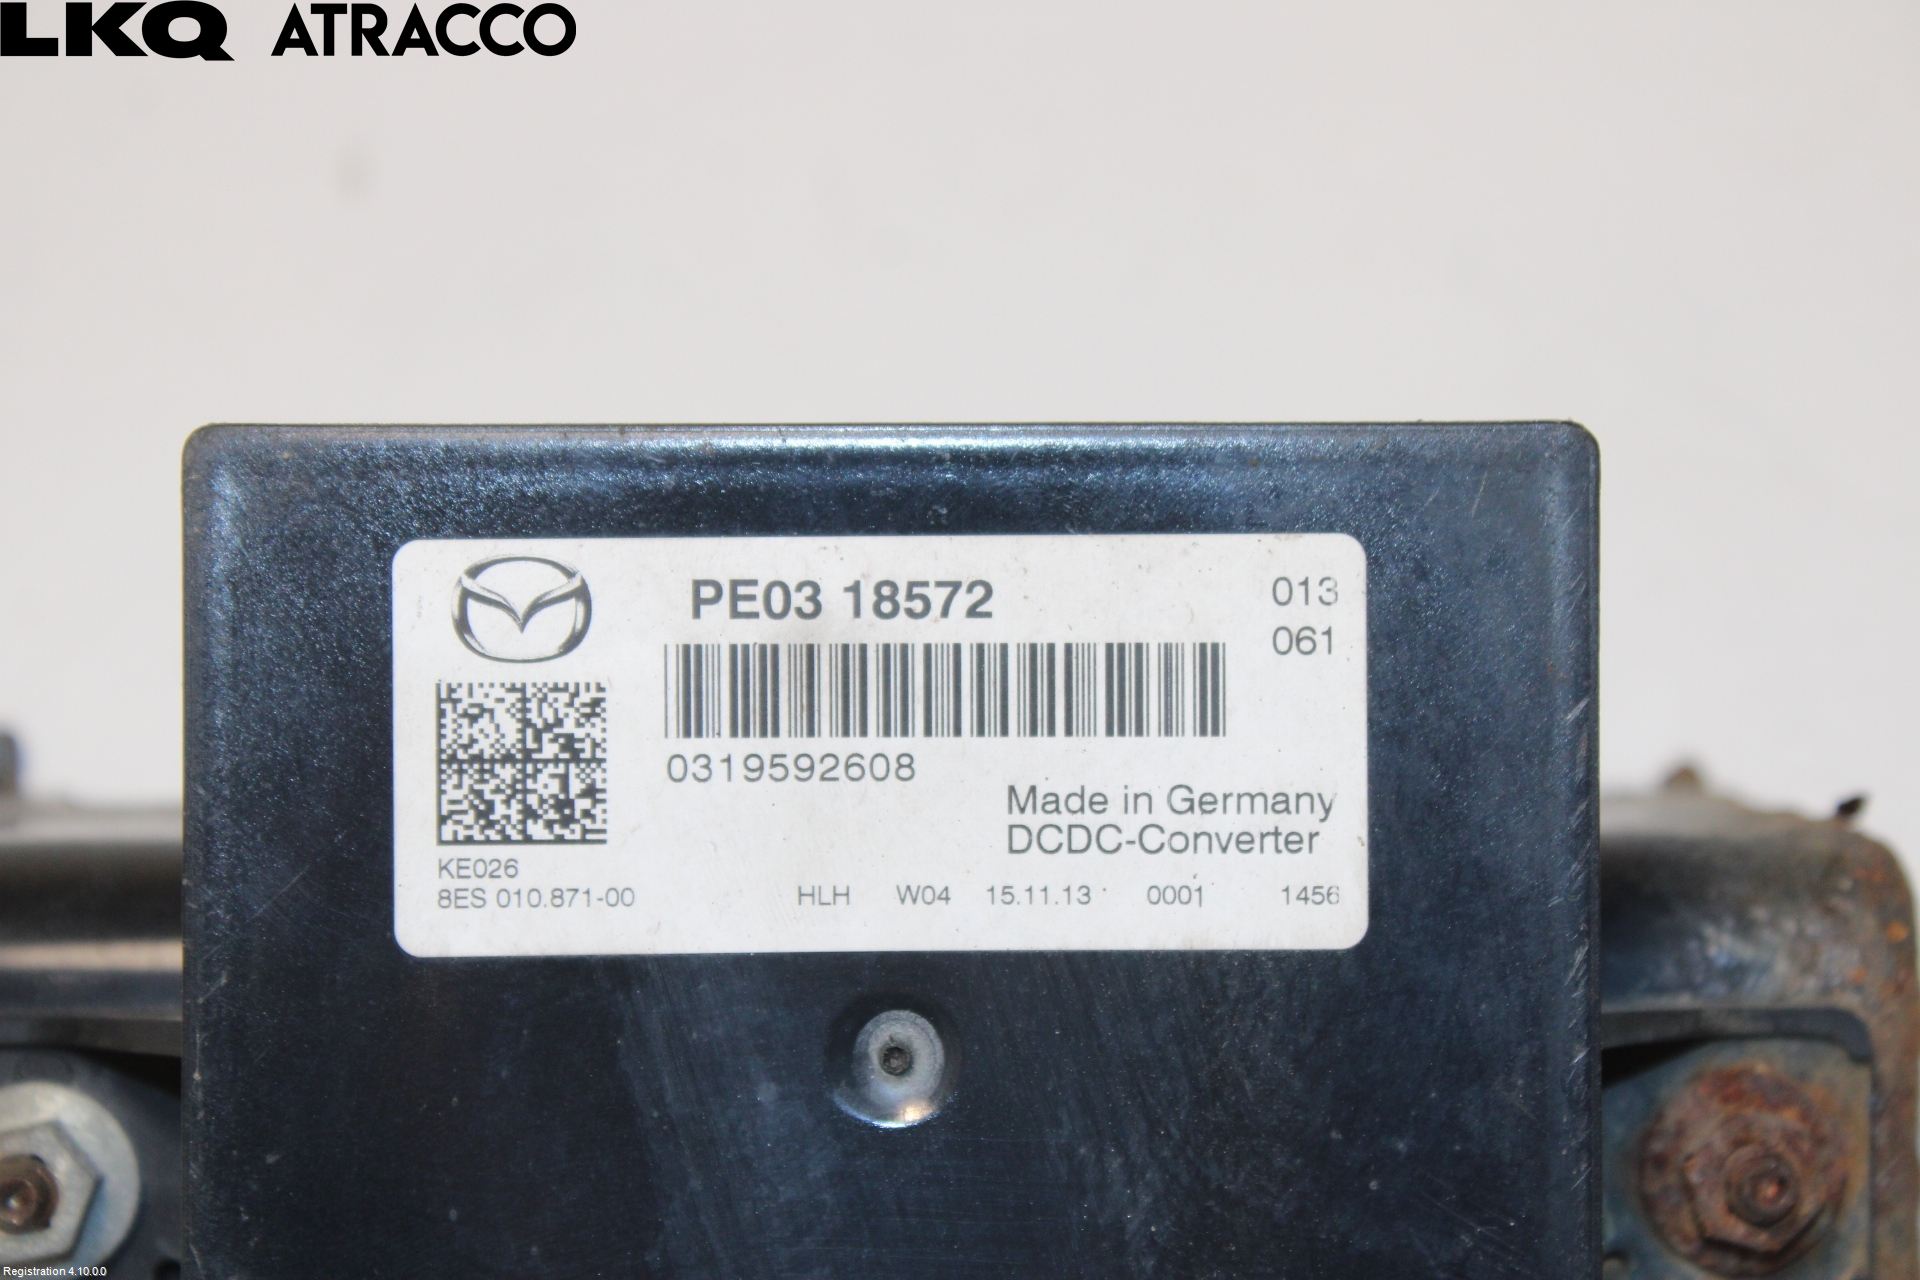 LKQ ATRACCO
PE03 18572
013
061
0319592608
Made in Germany
DCDC-Converter
KE026
8ES 010.871-00 HLH W04 15.11.13 0001 1456
Registration 4.10.0.0